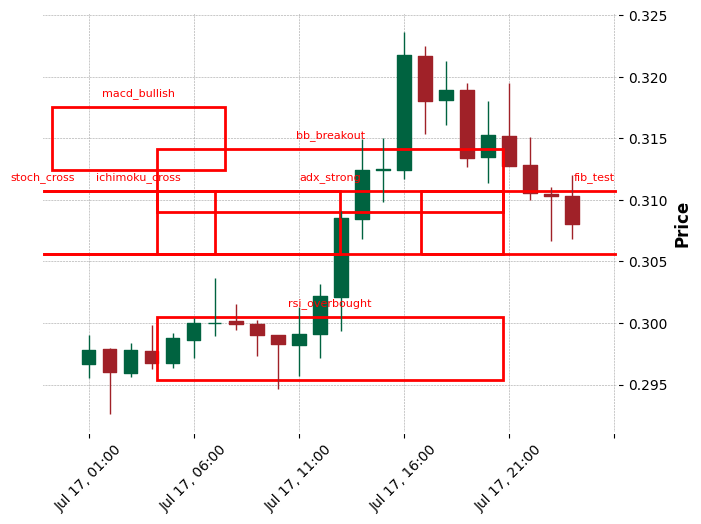 0.325
0.320
macd_bullish
0.315
bb_breakout
stoch_cross
ichimoku_cross
adx_strong
fib_test
0.310
Price
0.305
rsi_overbought
0.300
0.295
Jul 17, 01:00
Jul 17, 06:00
Jul 17, 11:00
Jul 17, 16:00
Jul 17, 21:00